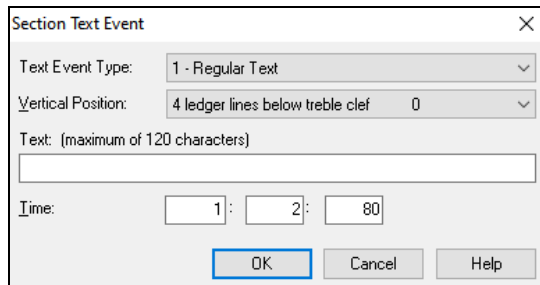 Section Text Event
Text Event Type: 1 - Regular Text
Vertical Position: 4 ledger lines below treble clef 0
Text: (maximum of 120 characters)
Time: 1: 2: 80
OK Cancel Help